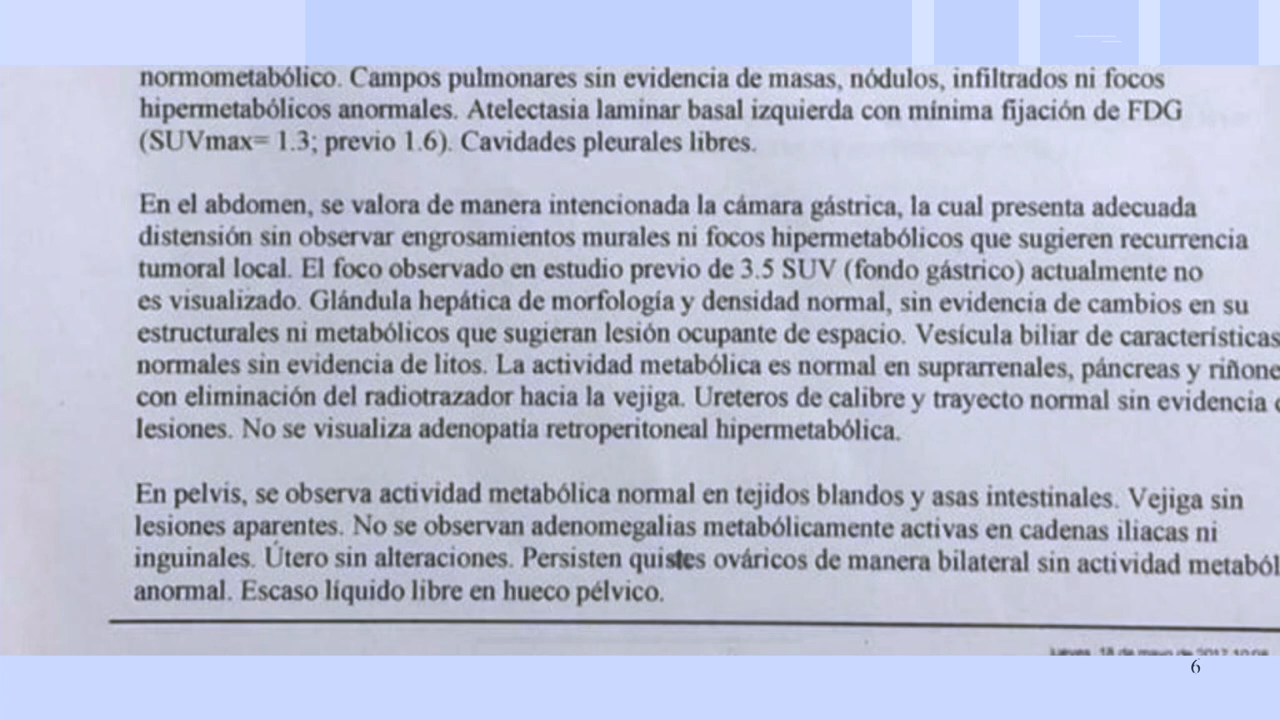 normometabólico. Campos pulmonares sin evidencia de masas, nódulos, infiltrados ni focos
hipermetabólicos anormales. Atelectasia laminar basal izquierda con mínima fijación de FDG
(SUVmax= 1.3; previo 1.6). Cavidades pleurales libres.
En el abdomen, se valora de manera intencionada la cámara gástrica, la cual presenta adecuada
distensión sin observar engrosamientos murales ni focos hipermetabólicos que sugieren recurrencia
tumoral local. El foco observado en estudio previo de 3.5 SUV (fondo gástrico) actualmente no
es visualizado. Glándula hepática de morfología y densidad normal, sin evidencia de cambios en su
estructurales ni metabólicos que sugieran lesión ocupante de espacio. Vesícula biliar de características
normales sin evidencia de litos. La actividad metabólica es normal en suprarrenales, páncreas y riñone
con eliminación del radiotrazador hacia la vejiga. Ureteros de calibre y trayecto normal sin evidencia
lesiones. No se visualiza adenopatía retroperitoneal hipermetabólica.
En pelvis, se observa actividad metabólica normal en tejidos blandos y asas intestinales. Vejiga sin
lesiones aparentes. No se observan adenomegalias metabólicamente activas en cadenas iliacas ni
inguinales. Útero sin alteraciones. Persisten quistes ováricos de manera bilateral sin actividad metaból
anormal. Escaso líquido libre en hueco pélvico.
6